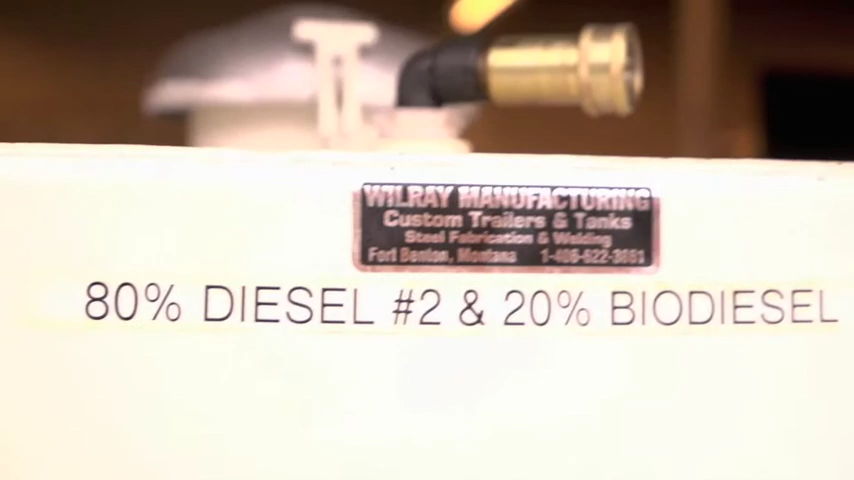 WILRAY MANUFACTURING
Custom Trailers & Tanks
Steel Fabrication & Welding
Fort Benton, Montana
80% DIESEL #2 & 20% BIODIESEL